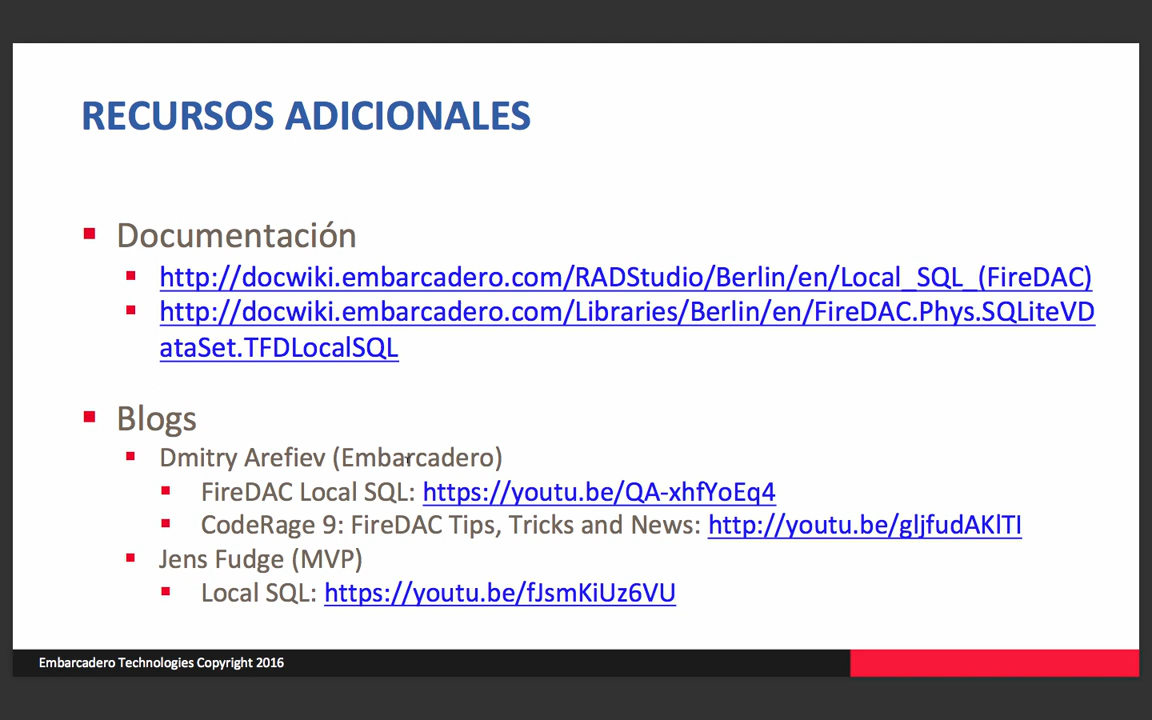 RECURSOS ADICIONALES
Documentación
http://docwiki.embarcadero.com/RADStudio/Berlin/en/Local_SQL_(FireDAC)
http://docwiki.embarcadero.com/Libraries/Berlin/en/FireDAC.Phys.SQLiteVD
ataSet.TFDLocalSQL
Blogs
Dmitry Arefiev (Embarcadero)
FireDAC Local SQL: https://youtu.be/QA-xhfYoEq4
CodeRage 9: FireDAC Tips, Tricks and News: http://youtu.be/gljfudAKlTI
Jens Fudge (MVP)
Local SQL: https://youtu.be/fJsmKiUz6VU
Embarcadero Technologies Copyright 2016